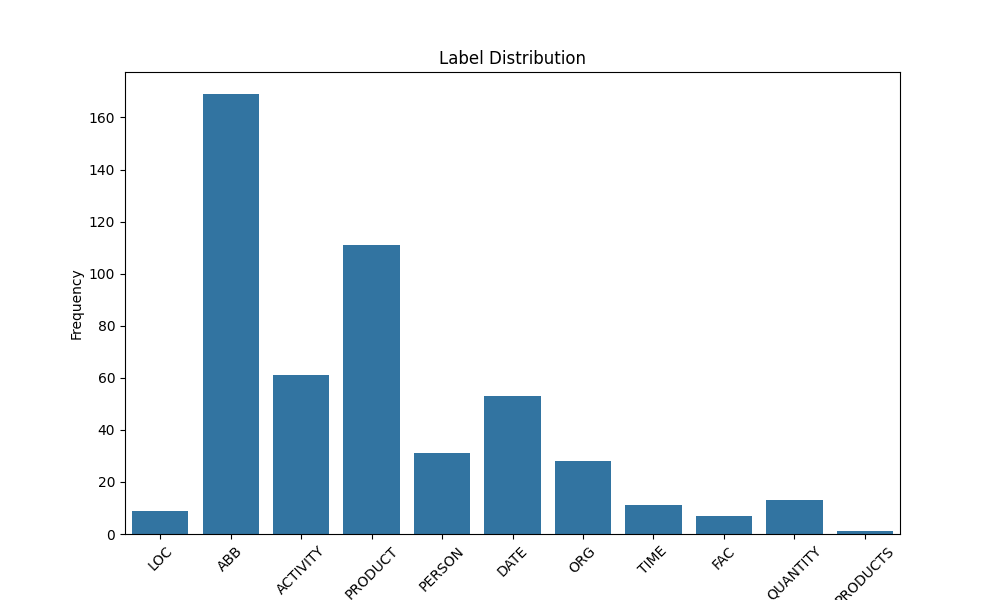 Label Distribution
Frequency
160
140
120
100
80
60
40
20
0
LOC
ABB
ACTIVITY
PRODUCT
PERSON
DATE
ORG
TIME
FAC
QUANTITY
PRODUCTS